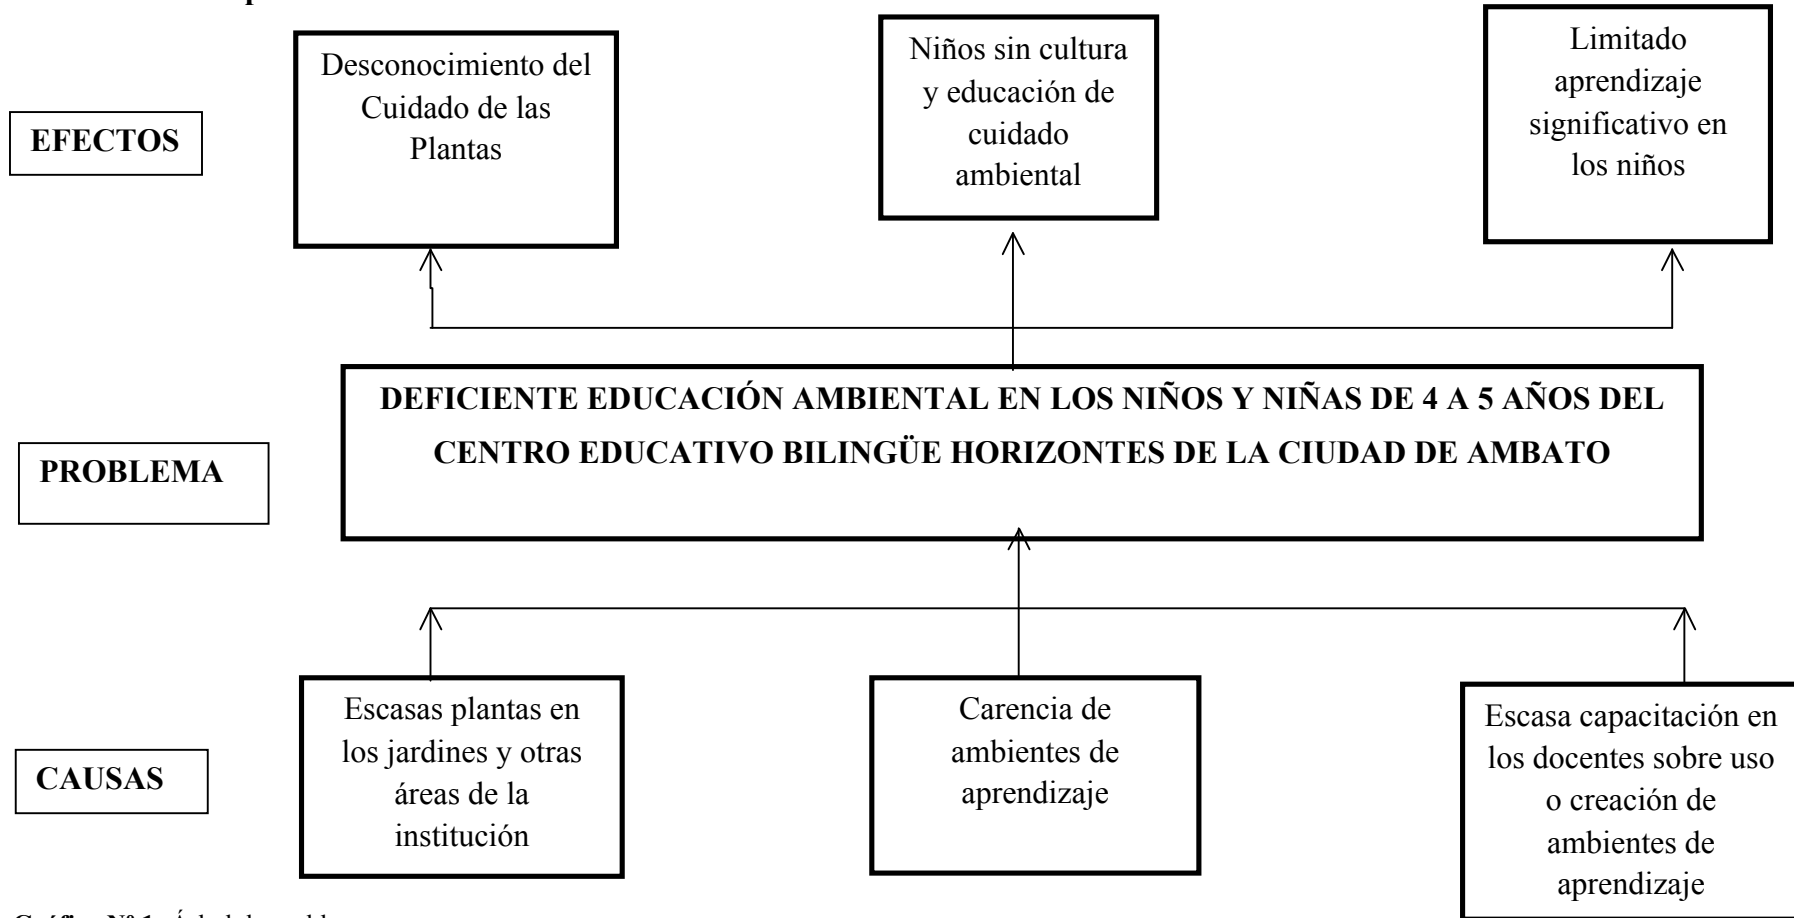 Desconocimiento del
Cuidado de las
Plantas
Niños sin cultura
y educación de
cuidado
ambiental
Limitado
aprendizaje
significativo en
los niños
EFECTOS
DEFICIENTE EDUCACIÓN AMBIENTAL EN LOS NIÑOS Y NIÑAS DE 4 A 5 AÑOS DEL
CENTRO EDUCATIVO BILINGÜE HORIZONTES DE LA CIUDAD DE AMBATO
PROBLEMA
Escasas plantas en
los jardines y otras
áreas de la
institución
Carencia de
ambientes de
aprendizaje
Escasa capacitación en
los docentes sobre uso
o creación de
ambientes de
aprendizaje
CAUSAS